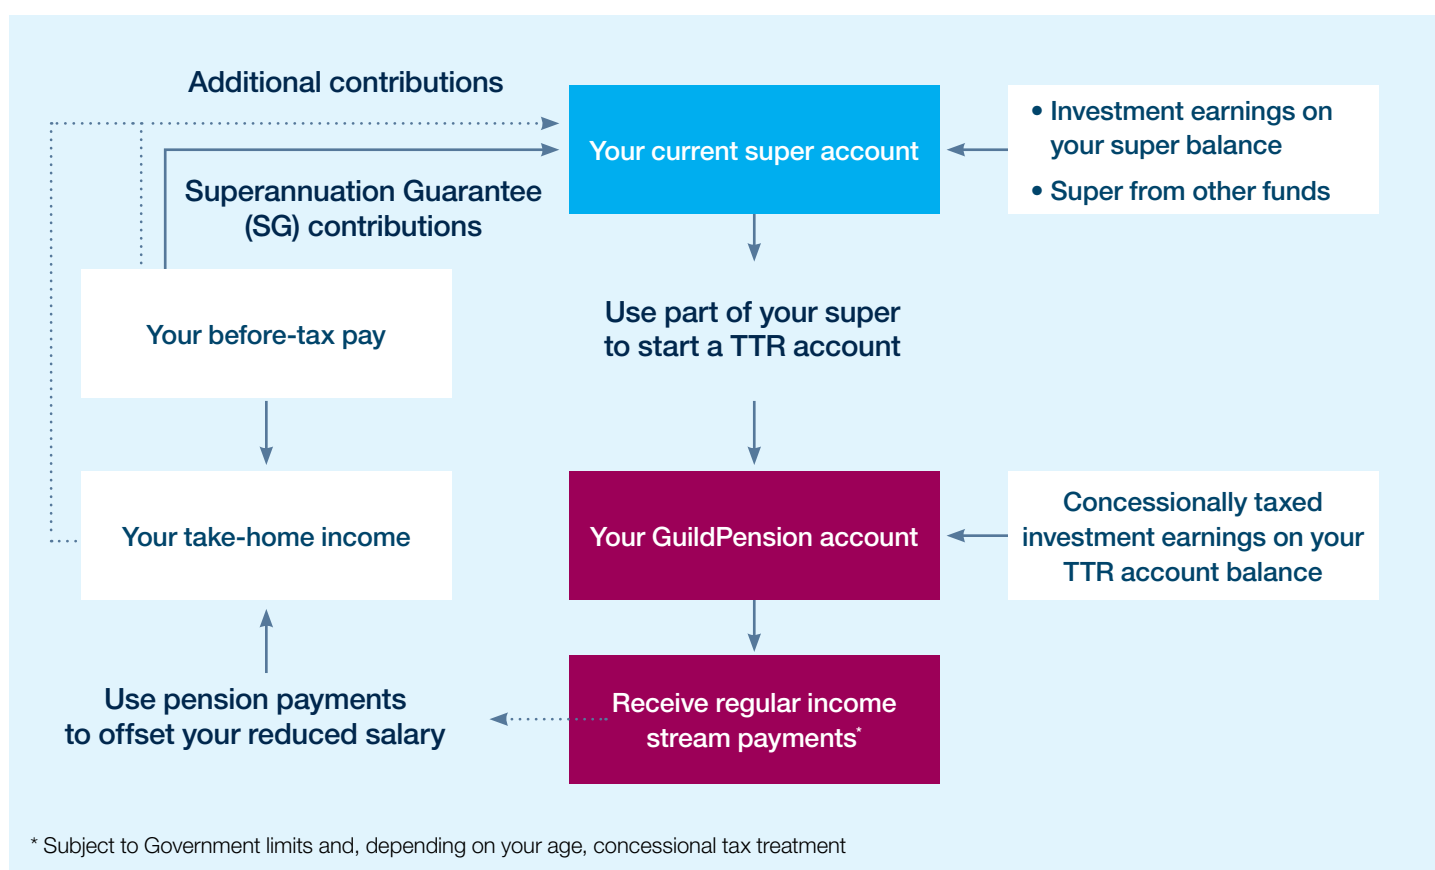 Additional contributions
Your current super account
• Investment earnings on
your super balance
• Super from other funds
Superannuation Guarantee
(SG) contributions
Your before-tax pay
Use part of your super
to start a TTR account
Your take-home income
Your GuildPension account
Concessionally taxed
investment earnings on your
TTR account balance
Use pension payments
to offset your reduced salary
Receive regular income
stream payments*
* Subject to Government limits and, depending on your age, concessional tax treatment